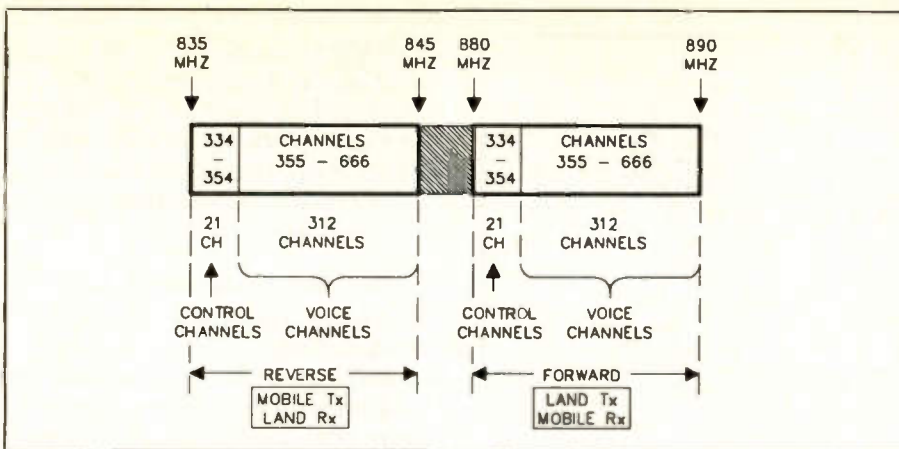 835 845 880 890
MHZ MHZ MHZ MHZ
334 CHANNELS 334 CHANNELS
– 355 – 666 – 355 – 666
354 354
21 312 21 312
CH CHANNELS CH CHANNELS
CONTROL VOICE CONTROL VOICE
CHANNELS CHANNELS CHANNELS CHANNELS
REVERSE FORWARD
MOBILE Tx LAND Tx
LAND Rx MOBILE Rx